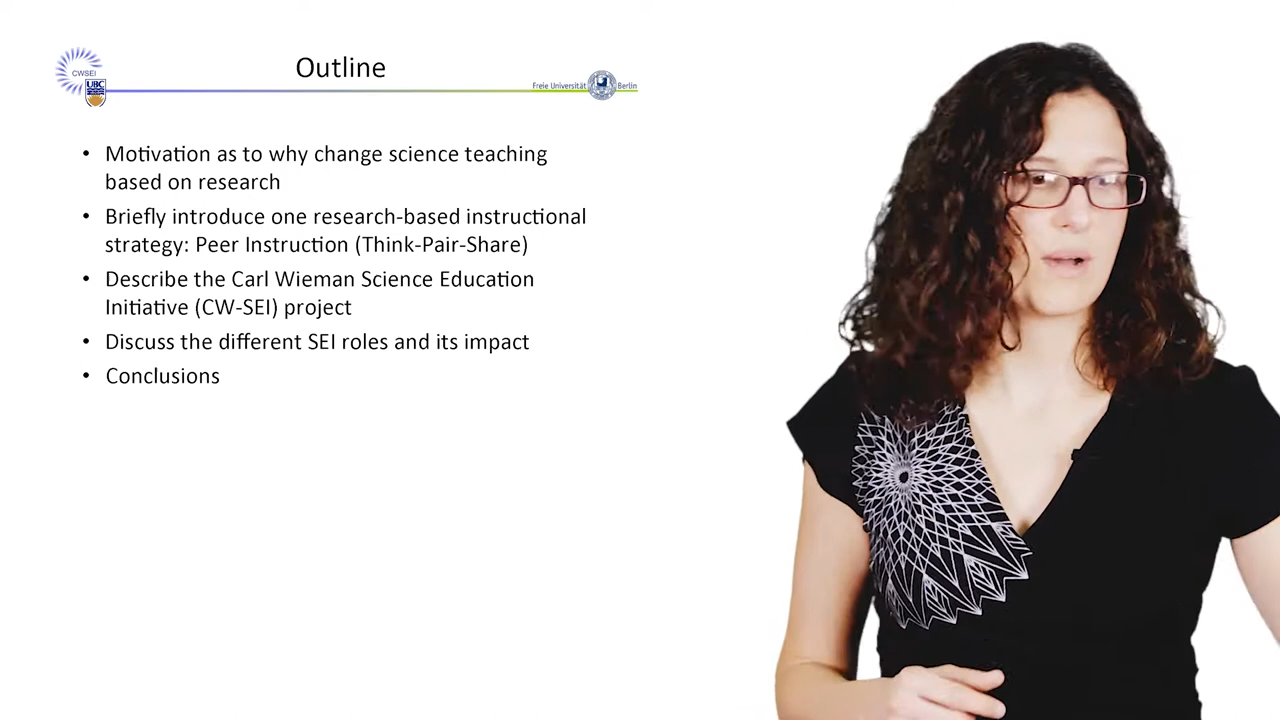 Outline
CWSEI
UBC
Freie Universität Berlin
• Motivation as to why change science teaching
based on research
• Briefly introduce one research-based instructional
strategy: Peer Instruction (Think-Pair-Share)
• Describe the Carl Wieman Science Education
Initiative (CW-SEI) project
• Discuss the different SEI roles and its impact
• Conclusions